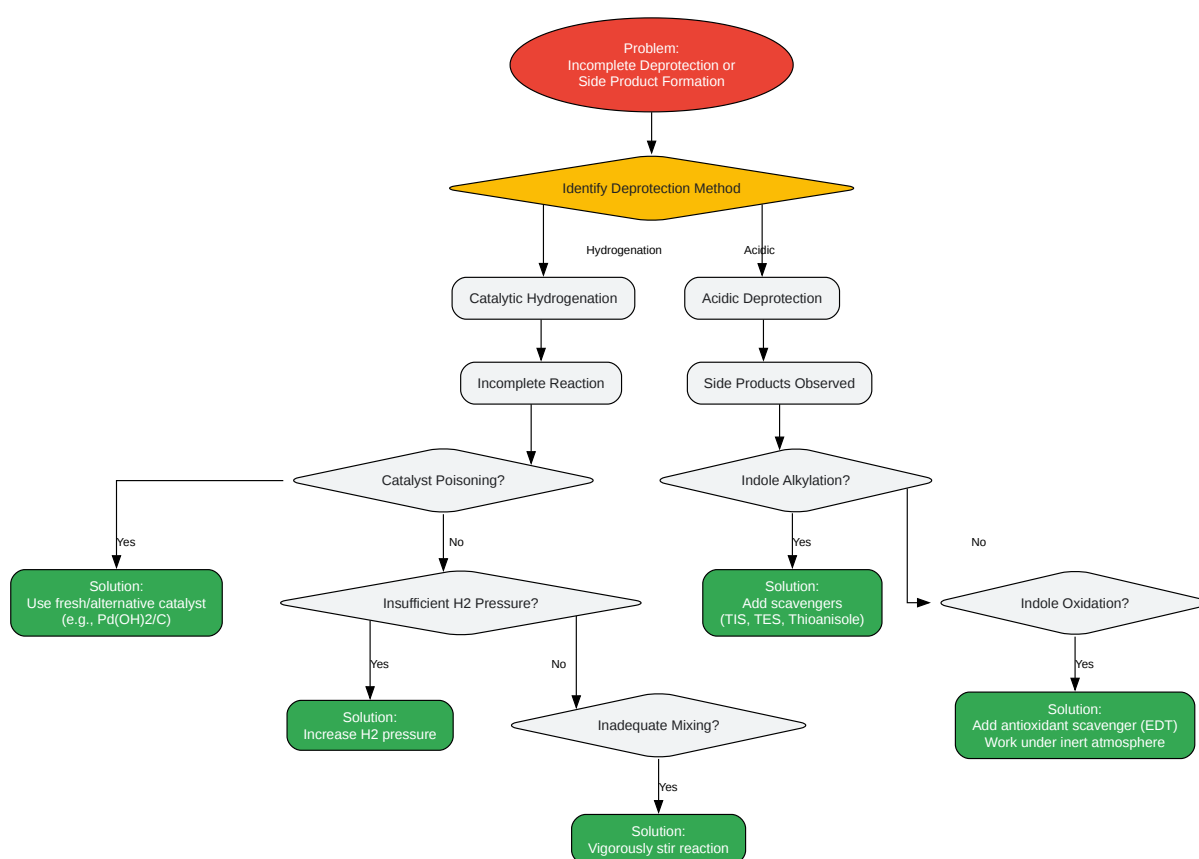 Problem:
Incomplete Deprotection or
Side Product Formation
Identify Deprotection Method
Hydrogenation
Acidic
Catalytic Hydrogenation
Acidic Deprotection
Incomplete Reaction
Side Products Observed
Catalyst Poisoning?
Indole Alkylation?
Yes
No
Yes
No
Solution:
Use fresh/alternative catalyst
(e.g., Pd(OH)2/C)
Insufficient H2 Pressure?
Solution:
Add scavengers
(TIS, TES, Thioanisole)
Indole Oxidation?
Yes
No
Yes
Solution:
Increase H2 pressure
Inadequate Mixing?
Solution:
Add antioxidant scavenger (EDT)
Work under inert atmosphere
Yes
Solution:
Vigorously stir reaction